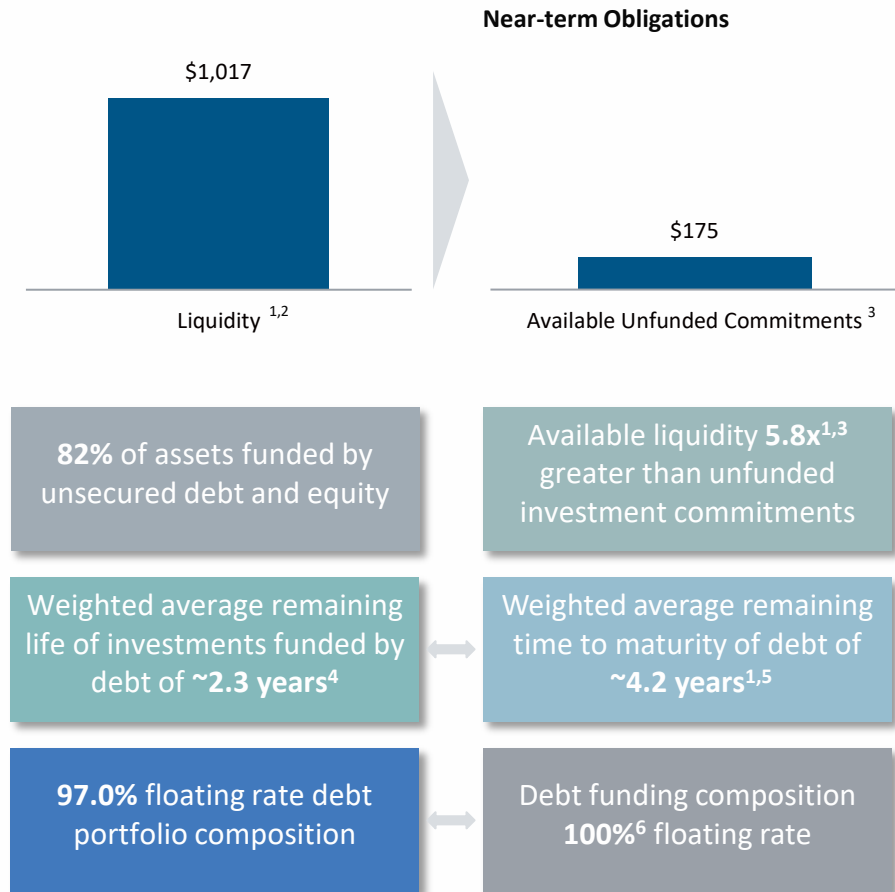 Near-term Obligations
$1,017
$175
Liquidity 1,2
Available Unfunded Commitments 3
82% of assets funded by
unsecured debt and equity
Available liquidity 5.8x1,3
greater than unfunded
investment commitments
Weighted average remaining
life of investments funded by
debt of ~2.3 years4
Weighted average remaining
time to maturity of debt of
~4.2 years1,5
97.0% floating rate debt
portfolio composition
Debt funding composition
100%6 floating rate